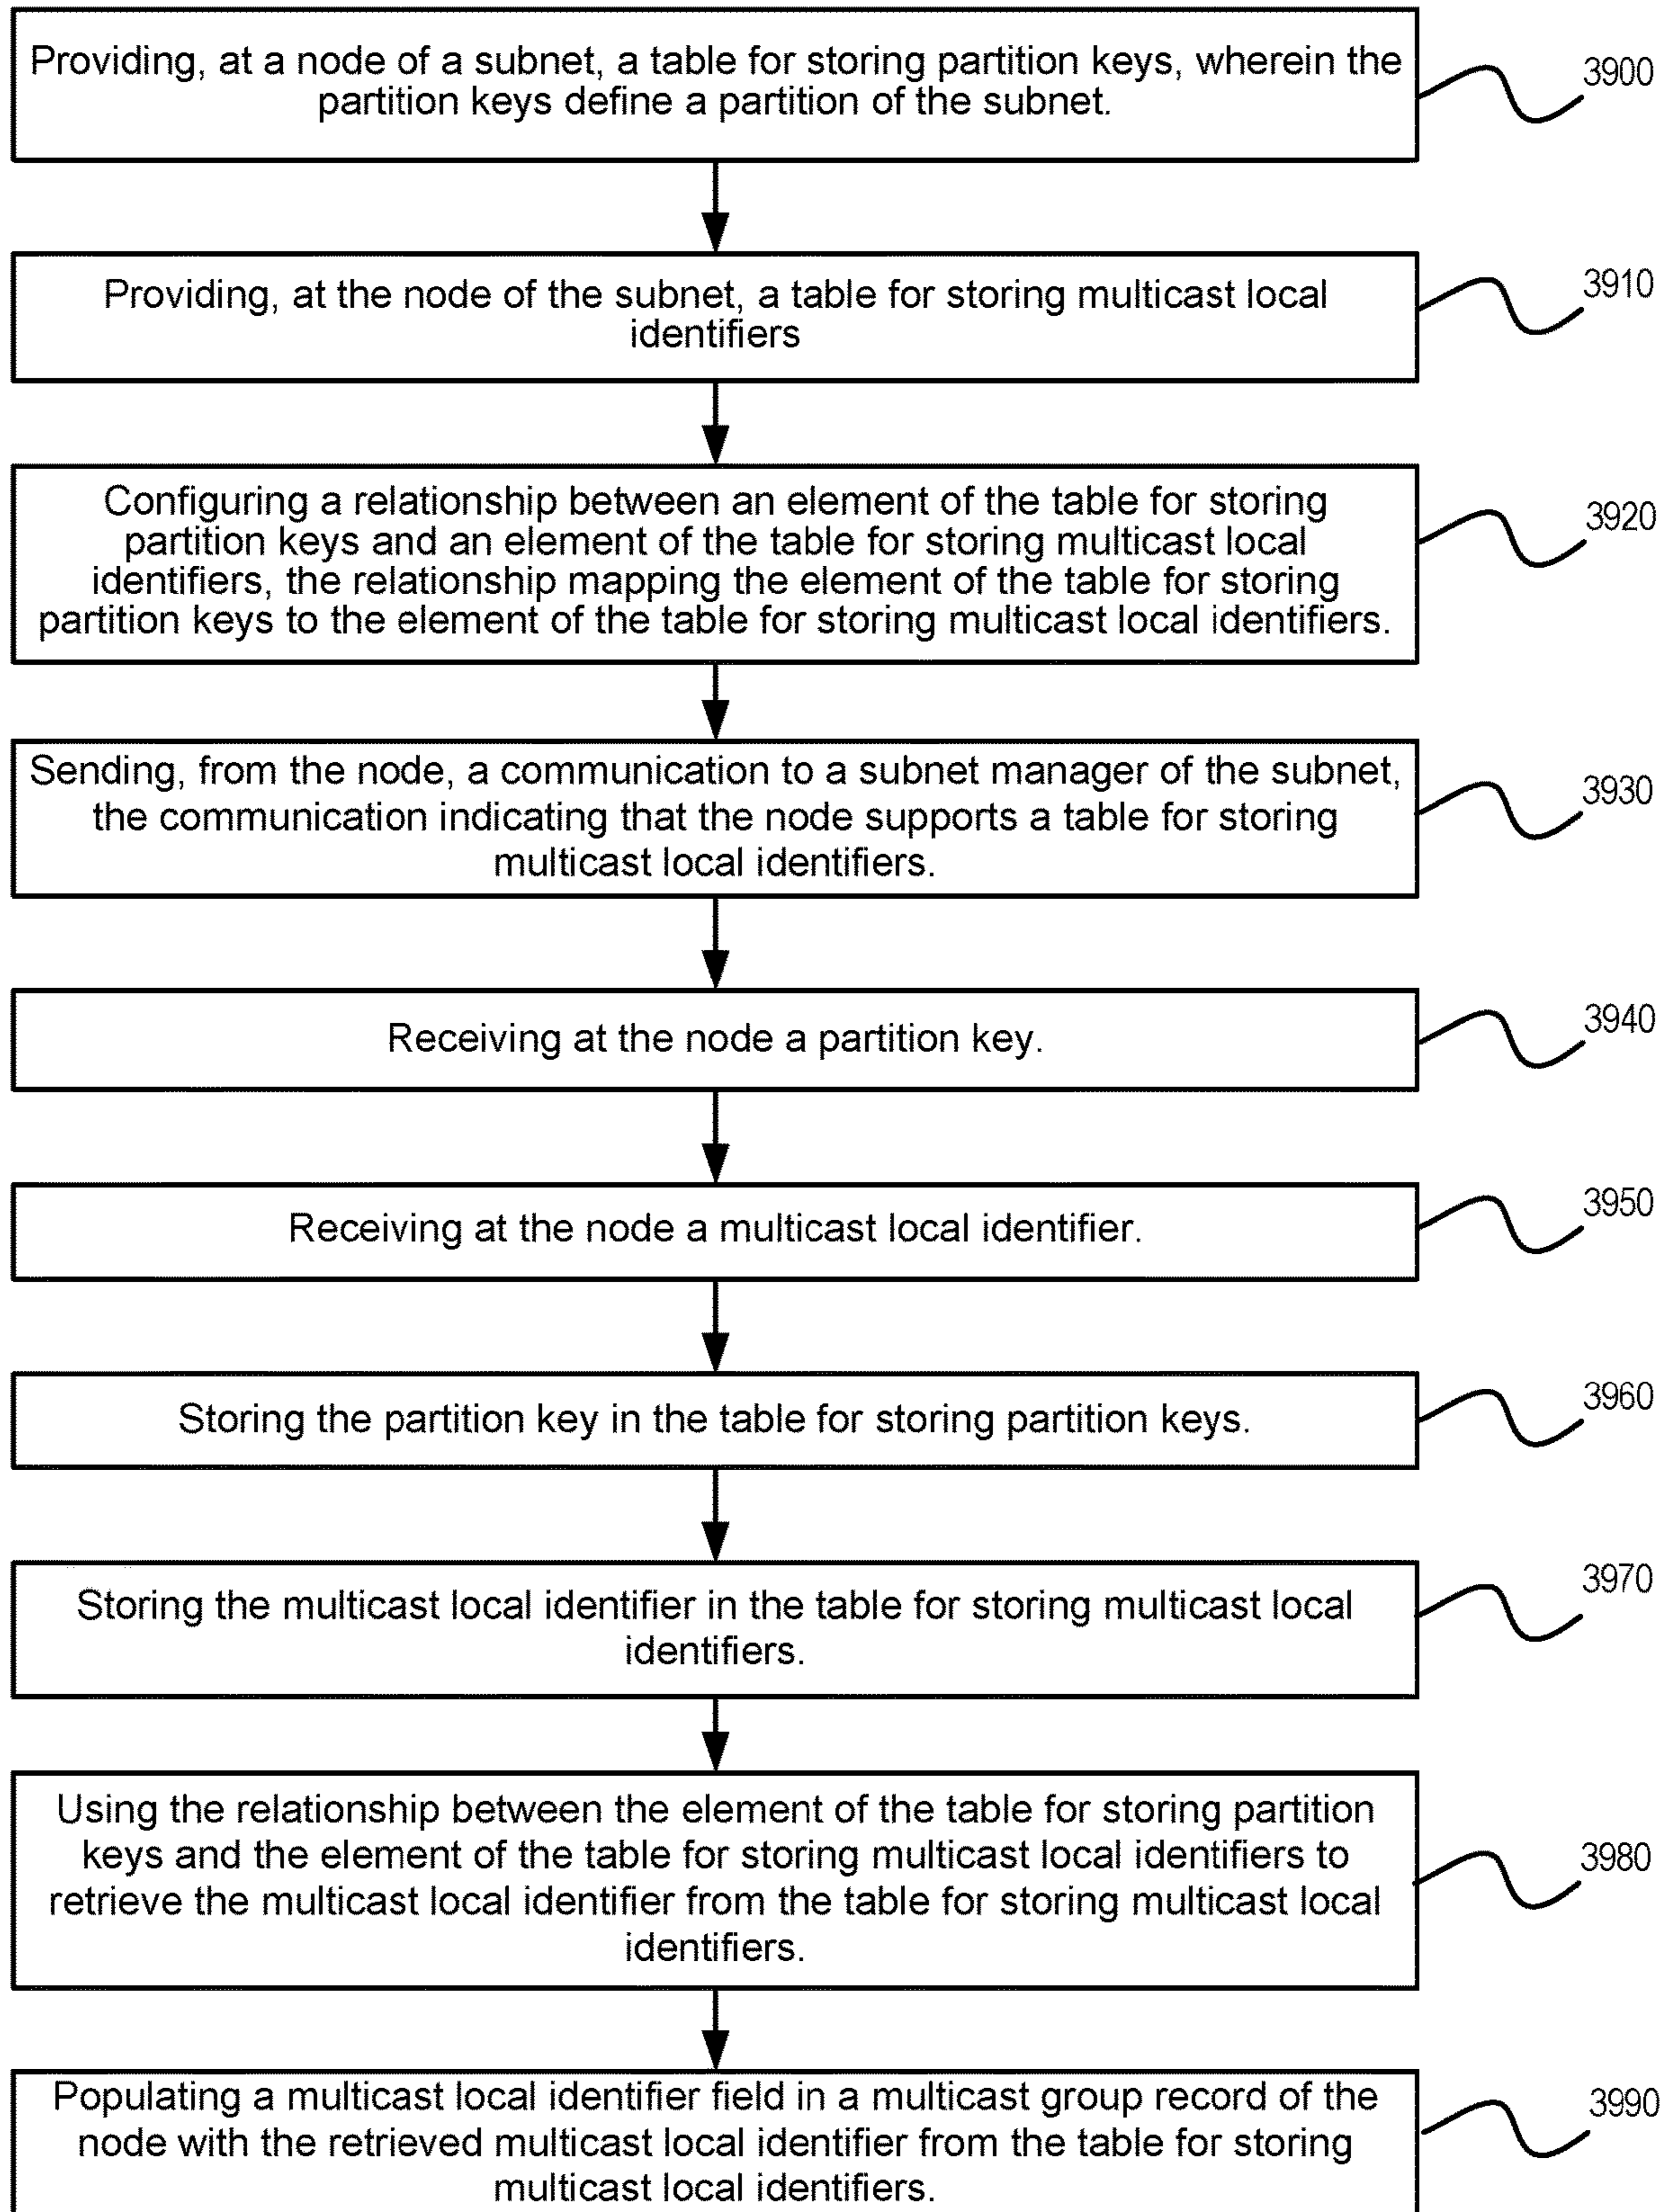 Providing, at a node of a subnet, a table for storing partition keys, wherein the
partition keys define a partition of the subnet.
3900
Providing, at the node of the subnet, a table for storing multicast local
identifiers
3910
Configuring a relationship between an element of the table for storing
partition keys and an element of the table for storing multicast local
identifiers, the relationship mapping the element of the table for storing
partition keys to the element of the table for storing multicast local identifiers.
3920
Sending, from the node, a communication to a subnet manager of the subnet,
the communication indicating that the node supports a table for storing
multicast local identifiers.
3930
Receiving at the node a partition key.
3940
Receiving at the node a multicast local identifier.
3950
Storing the partition key in the table for storing partition keys.
3960
Storing the multicast local identifier in the table for storing multicast local
identifiers.
3970
Using the relationship between the element of the table for storing partition
keys and the element of the table for storing multicast local identifiers to
retrieve the multicast local identifier from the table for storing multicast local
identifiers.
3980
Populating a multicast local identifier field in a multicast group record of the
node with the retrieved multicast local identifier from the table for storing
multicast local identifiers.
3990